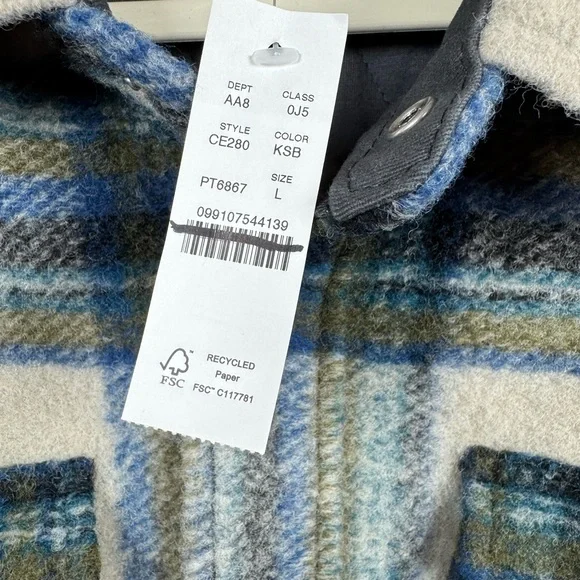 DEPT CLASS
AA8 0J5
STYLE COLOR
CE280 KSB
PT6867 SIZE
L
099107544139
FSC
RECYCLED
Paper
FSC™ C117781